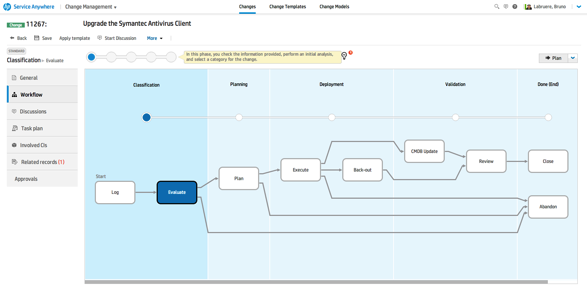 hp Service Anywhere Change Management Changes Change Templates Change Models Lebruens, Bruno
Change 11267: Upgrade the Symantec Antivirus Client
Back Save Apply template Start Discussion More
STANDARD
Classification > Evaluate
In this phase, you check the information provided, perform an initial analysis,
and select a category for the change.
Plan
General
Workflow
Discussions
Task plan
Involved CIs
Related records (1)
Approvals
Classification Planning Deployment Validation Done (End)
Start
Log
Evaluate
Plan
Execute
Back-out
CMDB Update
Review
Close
Abandon